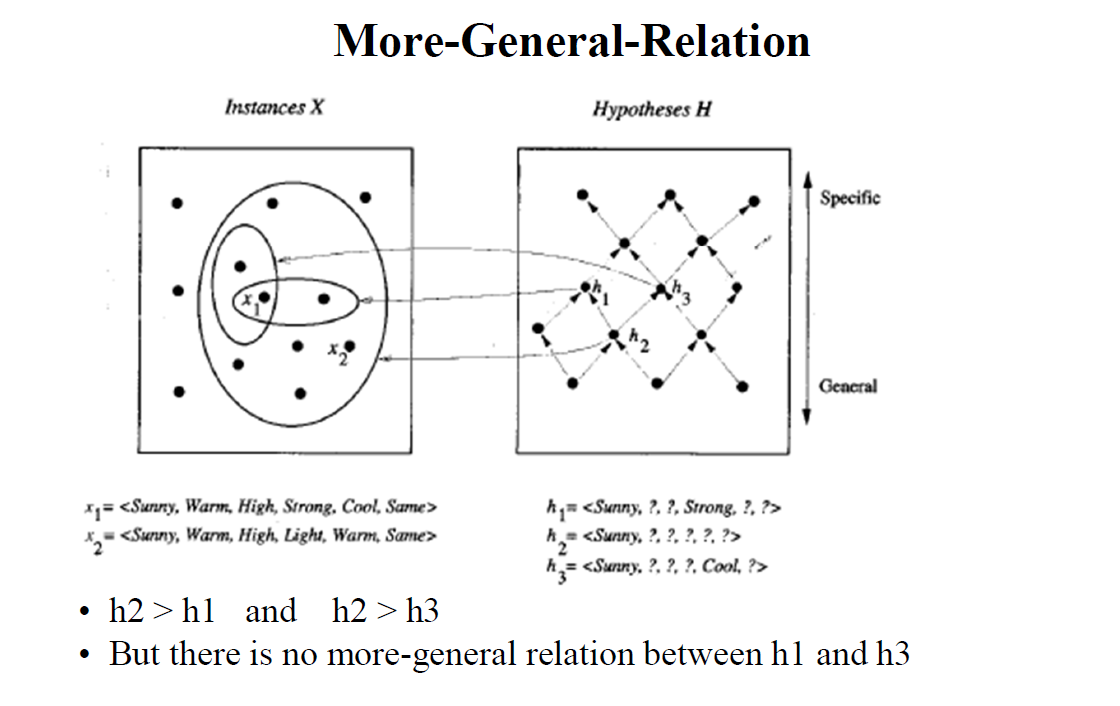 More-General-Relation
Instances X
Hypotheses H
Specific
x1
x2
h1
h3
h2
General
x1= <Sunny, Warm, High, Strong, Cool, Same>
x2= <Sunny, Warm, High, Light, Warm, Same>
h1= <Sunny, ?, ?, Strong, ?, ?>
h2= <Sunny, ?, ?, ?, ?, ?>
h3= <Sunny, ?, ?, ?, Cool, ?>
• h2 > h1 and h2 > h3
• But there is no more-general relation between h1 and h3